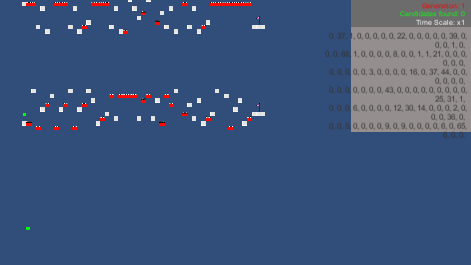 Generation: 1
Candidates found: 0
Time Scale: x1
0, 37, 1, 0, 0, 0, 0, 0, 22, 0, 0, 0, 0, 0, 39, 0,
0, 0, 1, 0,
0, 0, 1, 0, 0, 0, 0, 8, 0, 0, 1, 1, 21, 0, 0, 0,
0, 0, 0, 0,
0, 0, 0, 0, 3, 0, 0, 0, 0, 16, 0, 37, 44, 0, 0, 0,
0, 0, 0, 0,
0, 0, 0, 0, 0, 43, 0, 0, 0, 0, 0, 0, 0, 0, 0, 0,
25, 31, 1,
0, 0, 0, 6, 0, 0, 0, 0, 12, 30, 14, 0, 0, 0, 2, 0,
0, 0, 36, 0,
0, 0, 5, 0, 0, 0, 0, 9, 0, 9, 0, 0, 0, 0, 6, 0, 65,
0, 0, 0,